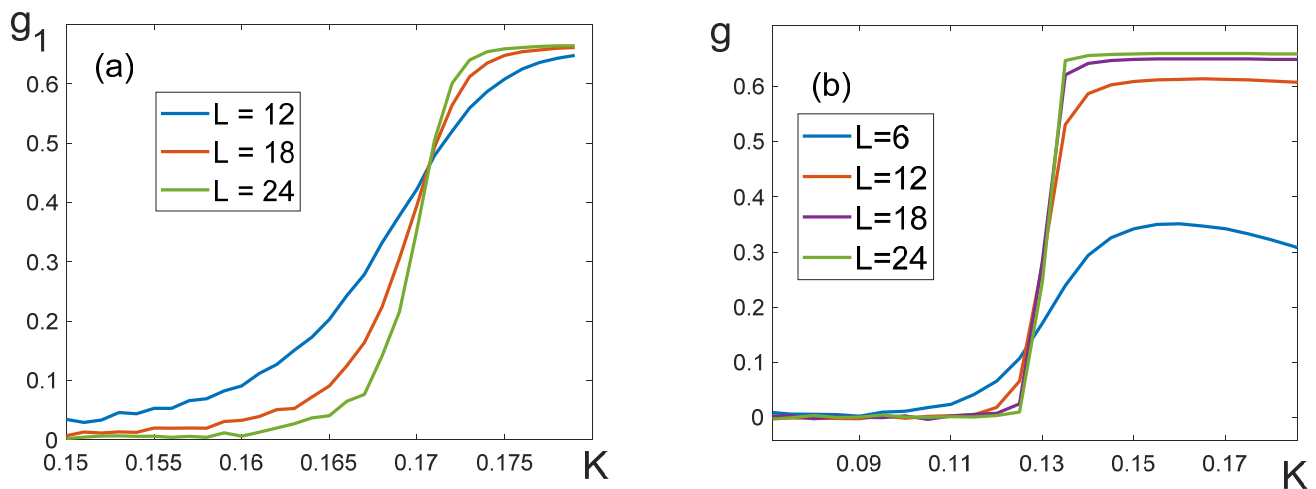 g1
(a)
0.6
0.5
0.4
0.3
0.2
0.1
0
L = 12
L = 18
L = 24
0.15 0.155 0.16 0.165 0.17 0.175 K
g
(b)
0.6
0.5
0.4
0.3
0.2
0.1
0
L=6
L=12
L=18
L=24
0.09 0.11 0.13 0.15 0.17 K